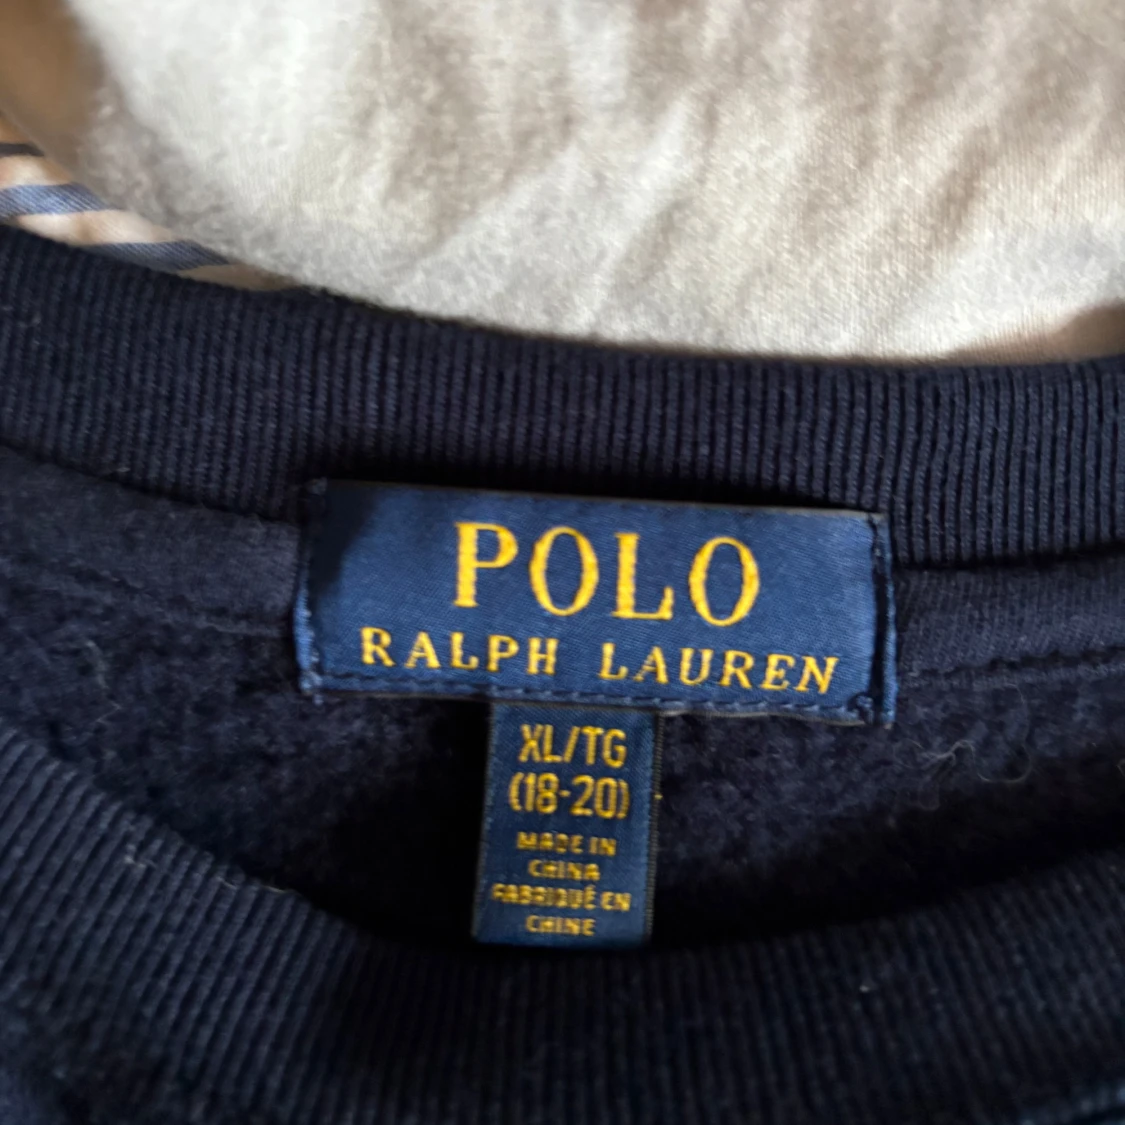 POLO
RALPH LAUREN
XL/TG
(18-20)
MADE IN
CHINA
FABRIQUÉ EN
CHINE